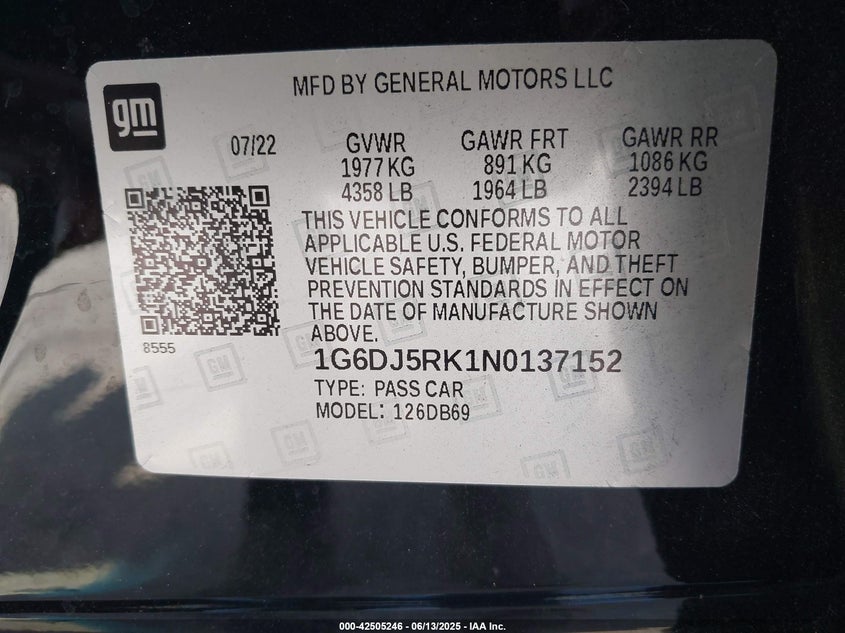 MFD BY GENERAL MOTORS LLC
gm
07/22 GVWR GAWR FRT GAWR RR
1977 KG 891 KG 1086 KG
4358 LB 1964 LB 2394 LB
THIS VEHICLE CONFORMS TO ALL
APPLICABLE U.S. FEDERAL MOTOR
VEHICLE SAFETY, BUMPER, AND THEFT
PREVENTION STANDARDS IN EFFECT ON
THE DATE OF MANUFACTURE SHOWN
ABOVE.
8555
1G6DJ5RK1N0137152
TYPE: PASS CAR
MODEL: 126DB69
000-42505246 - 06/13/2025 - IAA Inc.